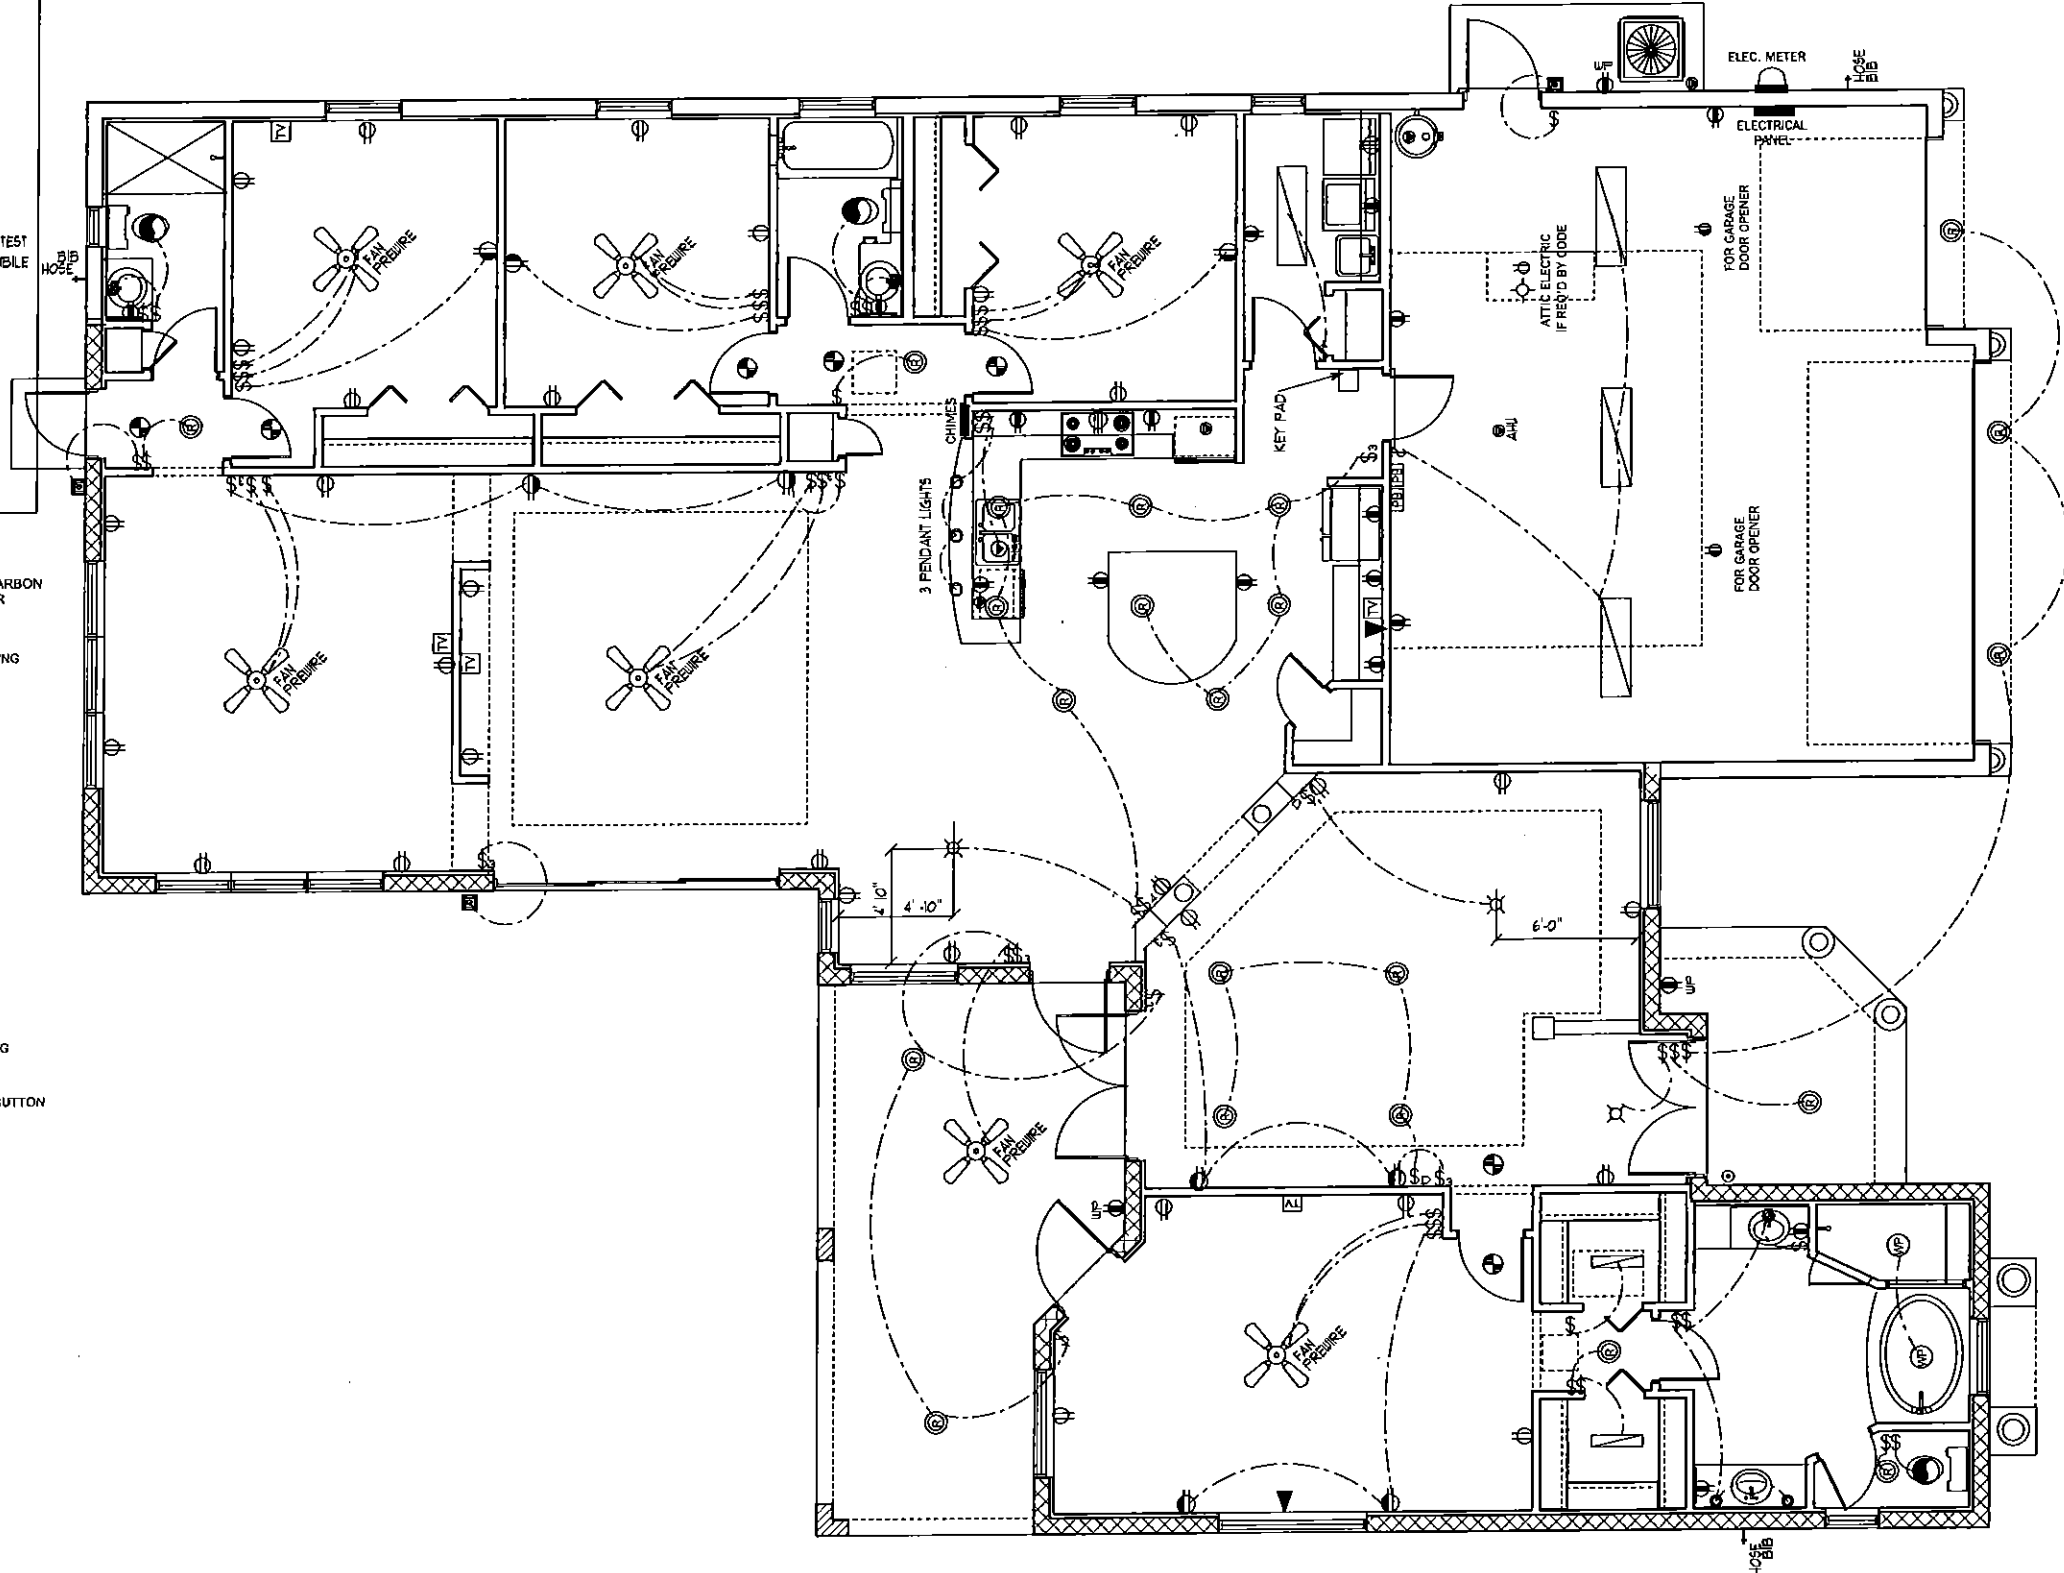 ELEC. METER
HOSE
BIB
WP
ELECTRICAL
PANEL
TV
FAN
PREWIRE
FAN
PREWIRE
FAN
PREWIRE
TEST
BILE
HOSE
BIB
ATTIC ELECTRIC
IF REQ'D BY CODE
FOR GARAGE
DOOR OPENER
CHIMES
KEY PAD
AHU
3 PENDANT LIGHTS
PB
PB
FOR GARAGE
DOOR OPENER
ARBON
R
TV
TV
TV
FAN
PREWIRE
FAN
PREWIRE
4'-10"
4'-10"
6'-0"
WP
G
UTTON
FAN
PREWIRE
WP
TV
FAN
PREWIRE
WP
WP
HOSE
BIB